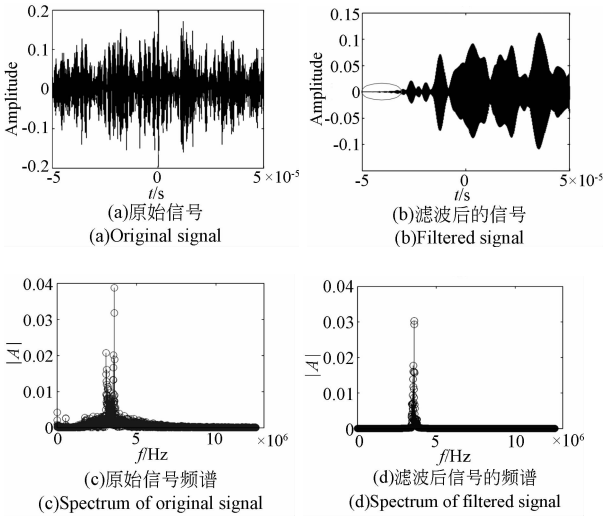 0.2
0.1
0
-0.1
-0.2
Amplitude
-5 0 5 ×10-5
t/s
(a)原始信号
(a)Original signal
0.15
0.10
0.05
0
-0.05
-0.1
Amplitude
-5 0 5 ×10-5
t/s
(b)滤波后的信号
(b)Filtered signal
0.04
0.03
0.02
0.01
0
|A|
0 5 10 ×106
f/Hz
(c)原始信号频谱
(c)Spectrum of original signal
0.04
0.03
0.02
0.01
0
|A|
0 5 10 ×106
f/Hz
(d)滤波后信号的频谱
(d)Spectrum of filtered signal